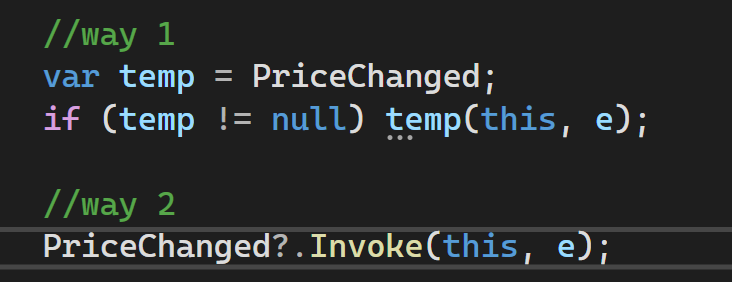 //way 1
var temp = PriceChanged;
if (temp != null) temp(this, e);
//way 2
PriceChanged?.Invoke(this, e);